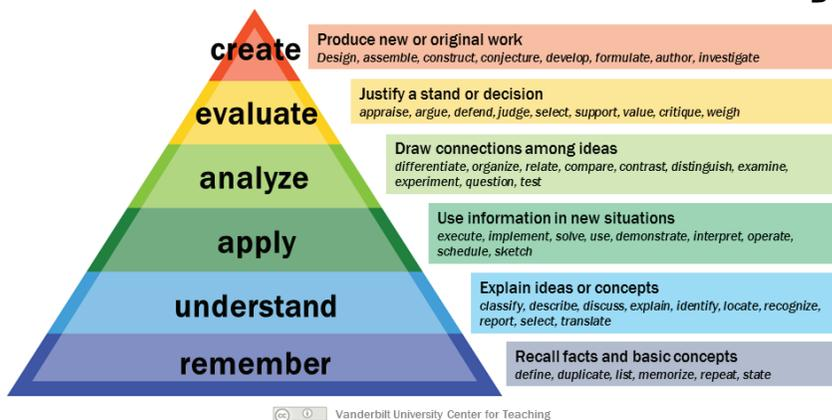 create
Produce new or original work
Design, assemble, construct, conjecture, develop, formulate, author, investigate
evaluate
Justify a stand or decision
appraise, argue, defend, judge, select, support, value, critique, weigh
analyze
Draw connections among ideas
differentiate, organize, relate, compare, contrast, distinguish, examine,
experiment, question, test
apply
Use information in new situations
execute, implement, solve, use, demonstrate, interpret, operate,
schedule, sketch
understand
Explain ideas or concepts
classify, describe, discuss, explain, identify, locate, recognize,
report, select, translate
remember
Recall facts and basic concepts
define, duplicate, list, memorize, repeat, state
cc Vanderbilt University Center for Teaching